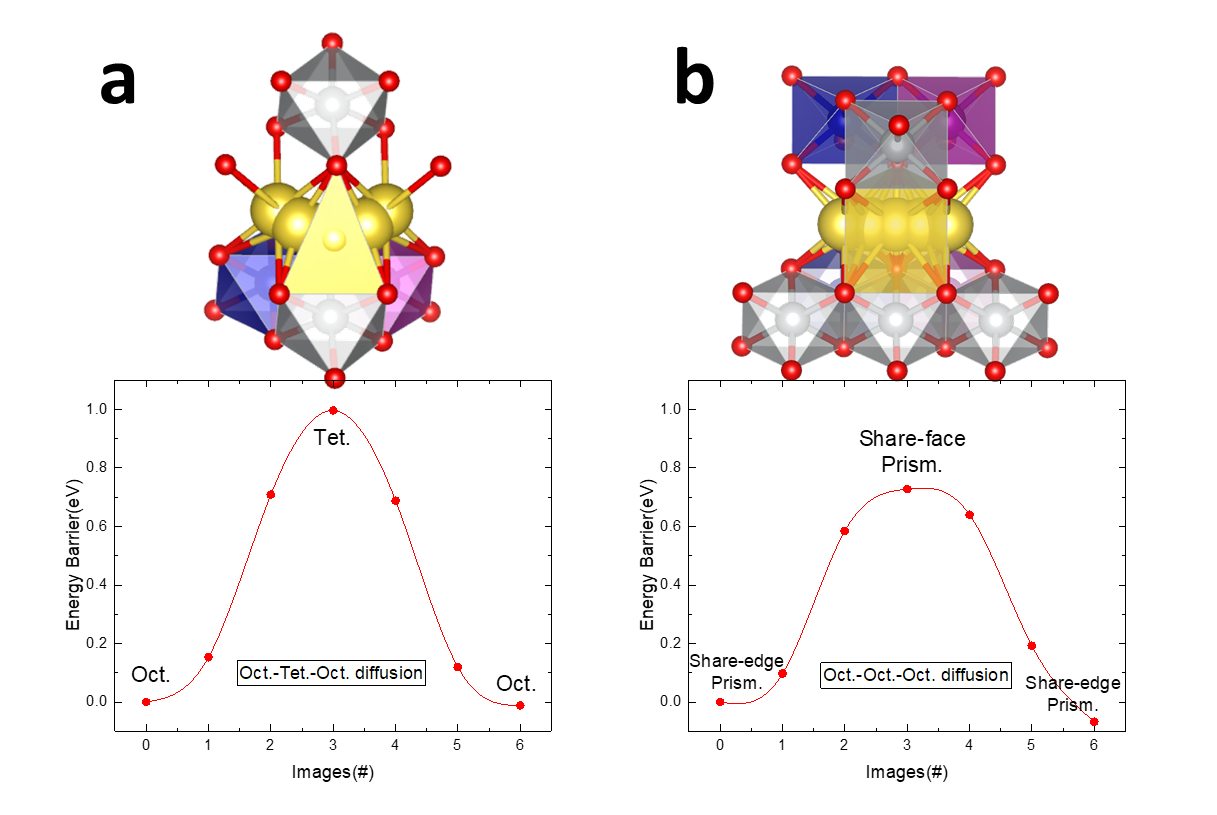 a
b
Energy Barrier(eV)
1.0
0.8
0.6
0.4
0.2
0.0
Tet.
Oct.
Oct.-Tet.-Oct. diffusion
Oct.
0 1 2 3 4 5 6
Images(#)
Energy Barrier(eV)
1.0
0.8
0.6
0.4
0.2
0.0
Share-face
Prism.
Share-edge
Prism.
Oct.-Oct.-Oct. diffusion
Share-edge
Prism.
0 1 2 3 4 5 6
Images(#)